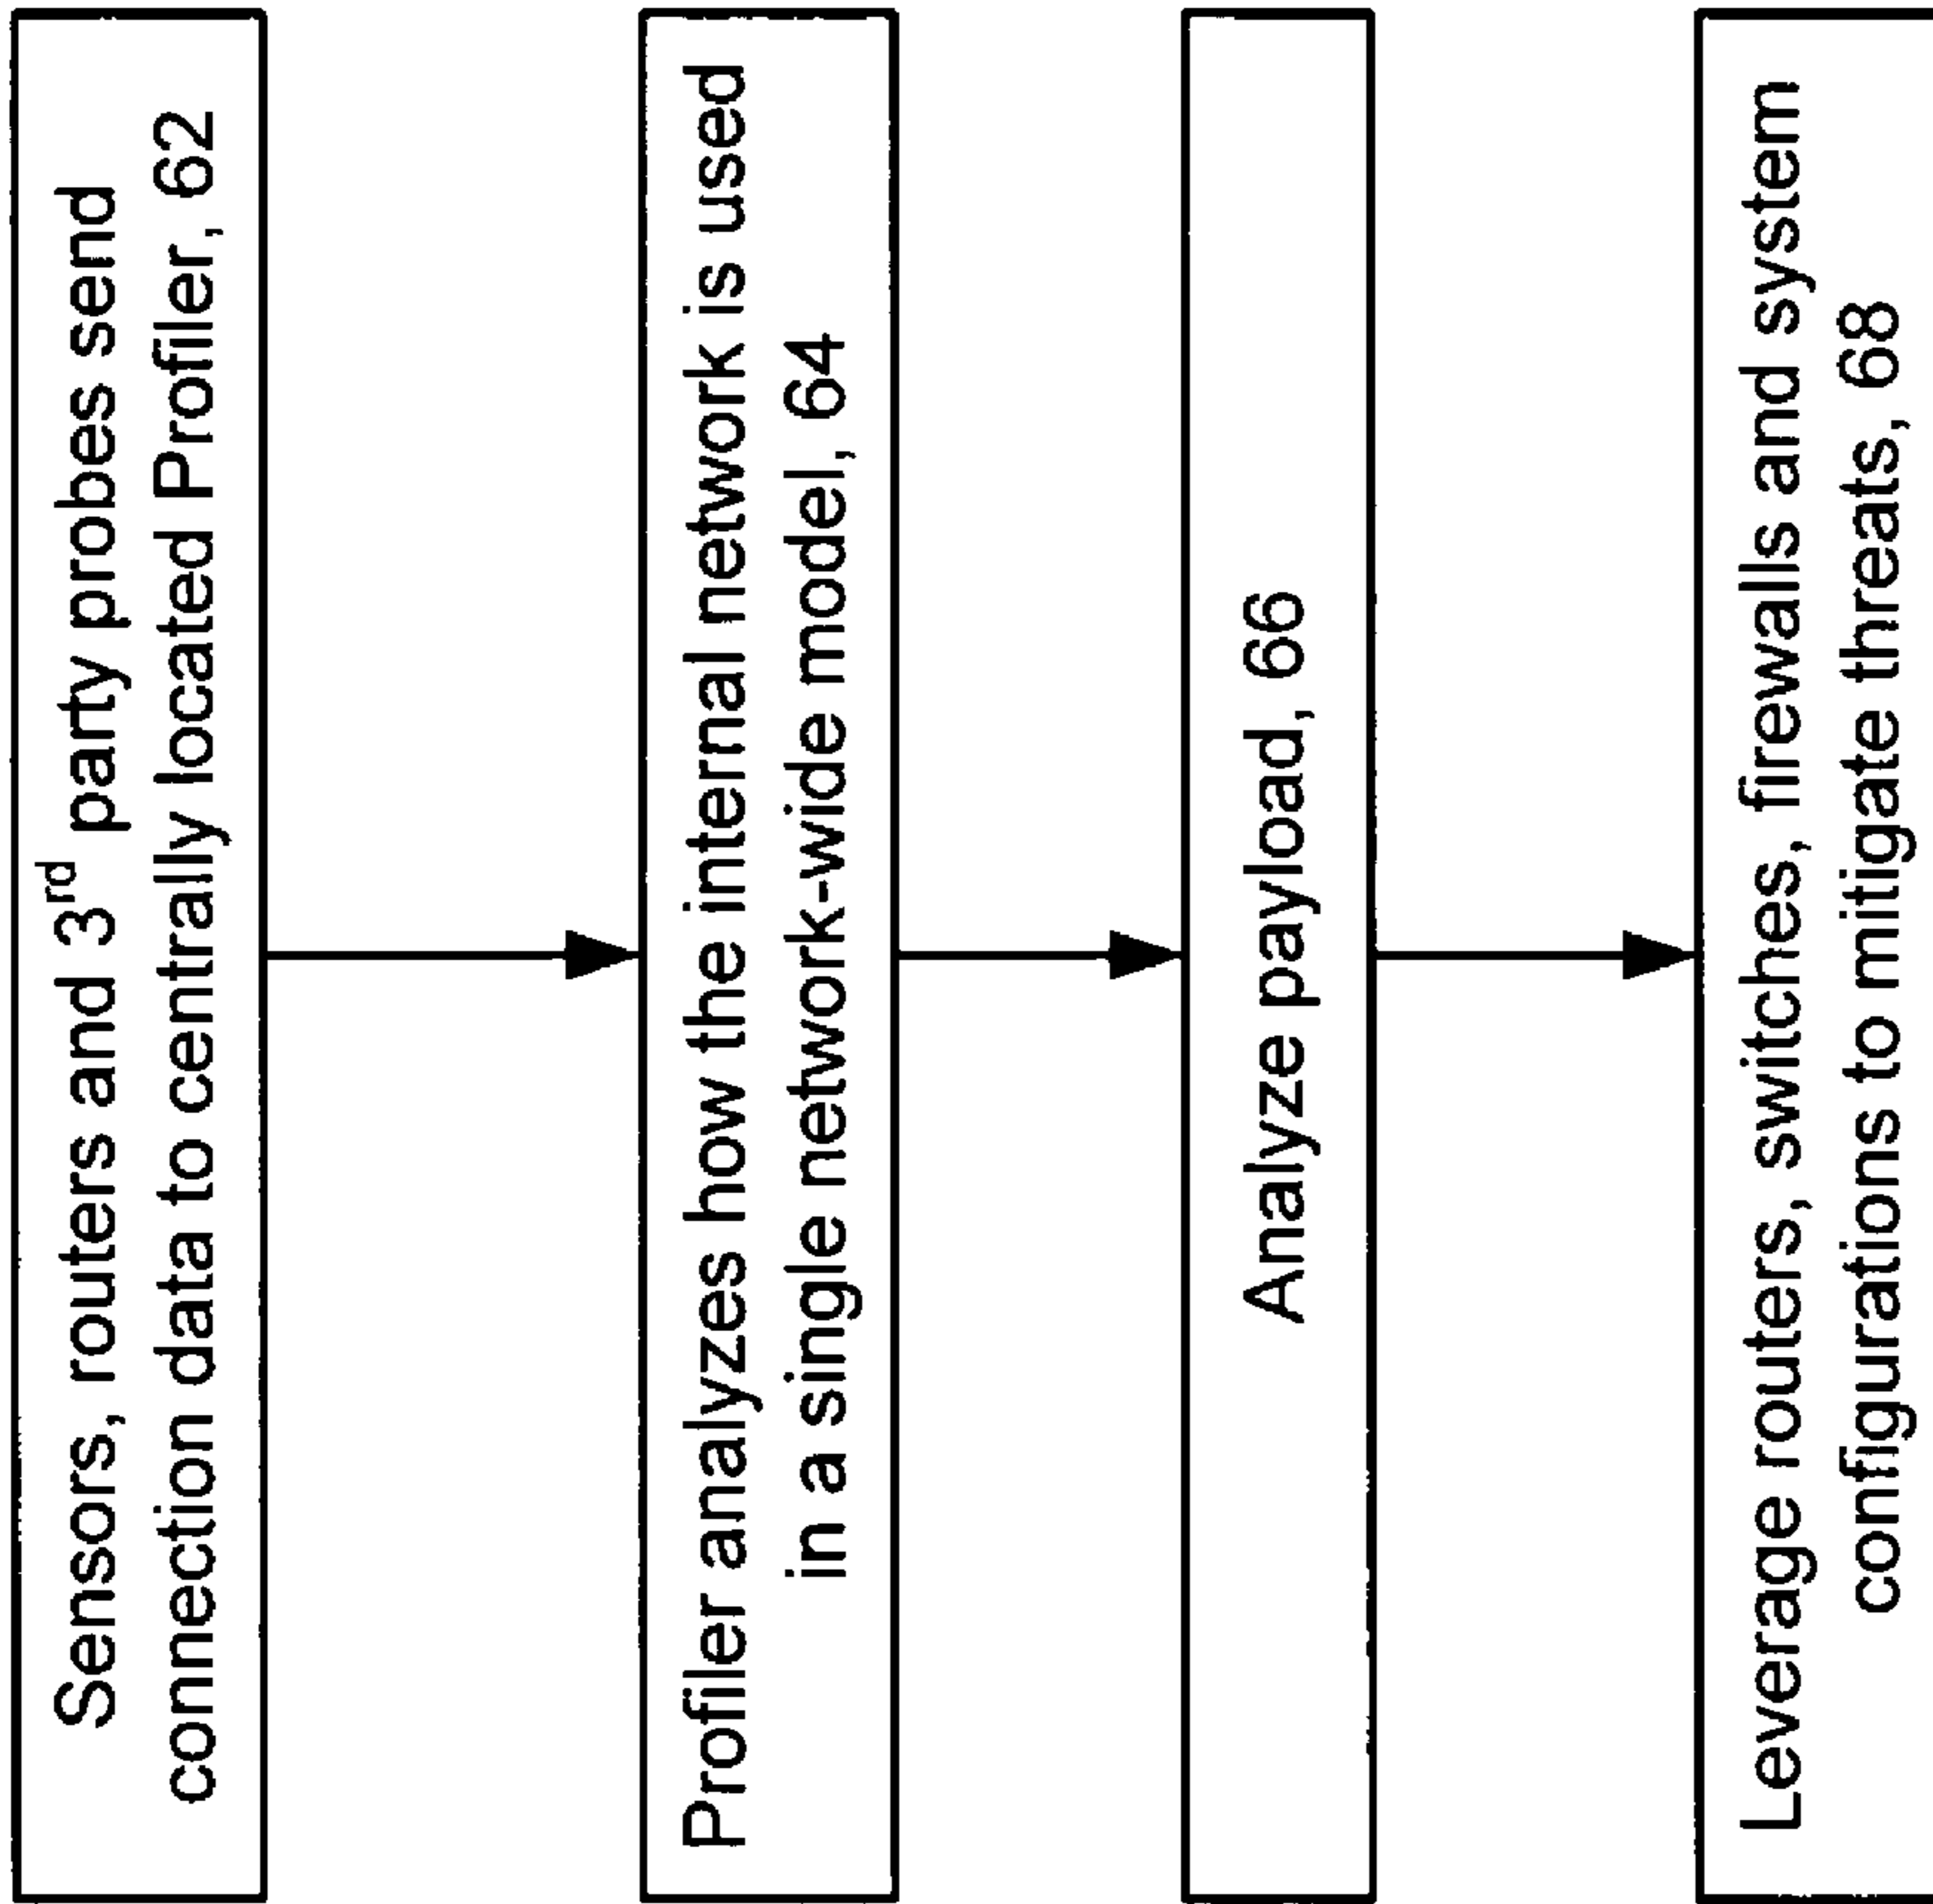 Sensors, routers and 3rd party probes send
connection data to centrally located Profiler, 62
Profiler analyzes how the internal network is used
in a single network-wide model, 64
Analyze payload, 66
Leverage routers, switches, firewalls and system
configurations to mitigate threats, 68